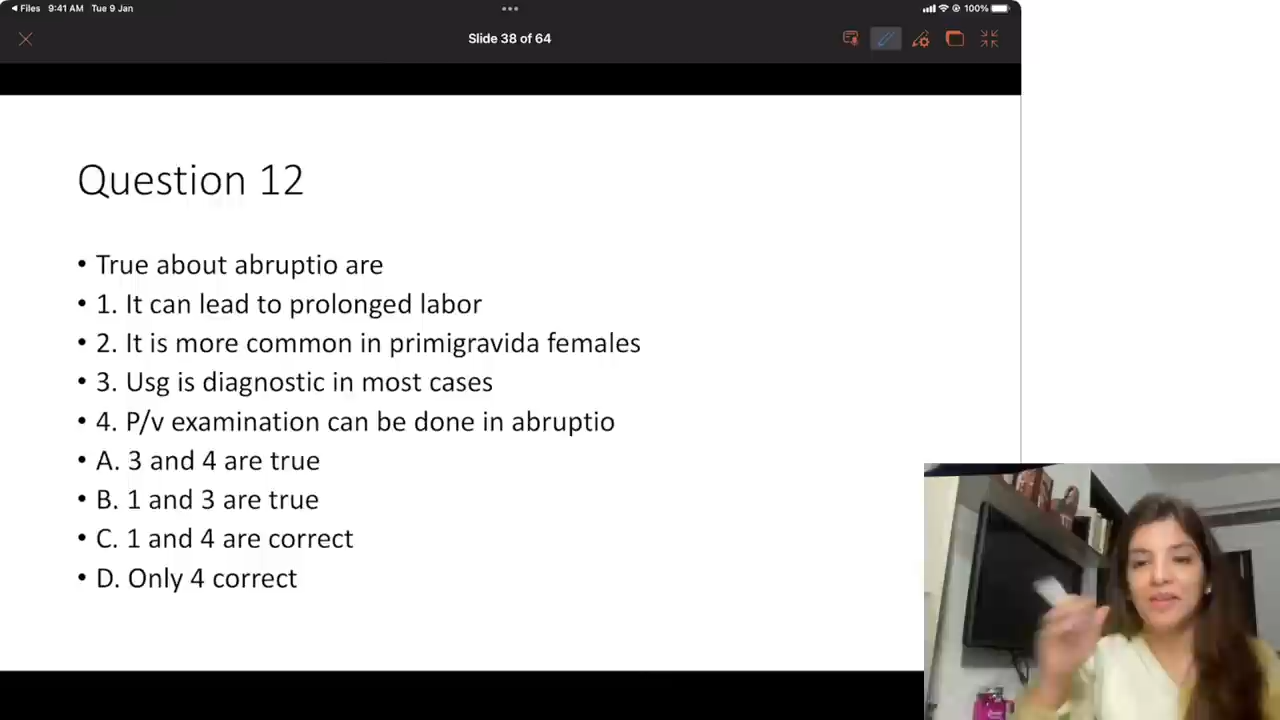 Files 9:41 AM Tue 9 Jan
100%
Slide 38 of 64
Question 12
• True about abruptio are
• 1. It can lead to prolonged labor
• 2. It is more common in primigravida females
• 3. Usg is diagnostic in most cases
• 4. P/v examination can be done in abruptio
• A. 3 and 4 are true
• B. 1 and 3 are true
• C. 1 and 4 are correct
• D. Only 4 correct